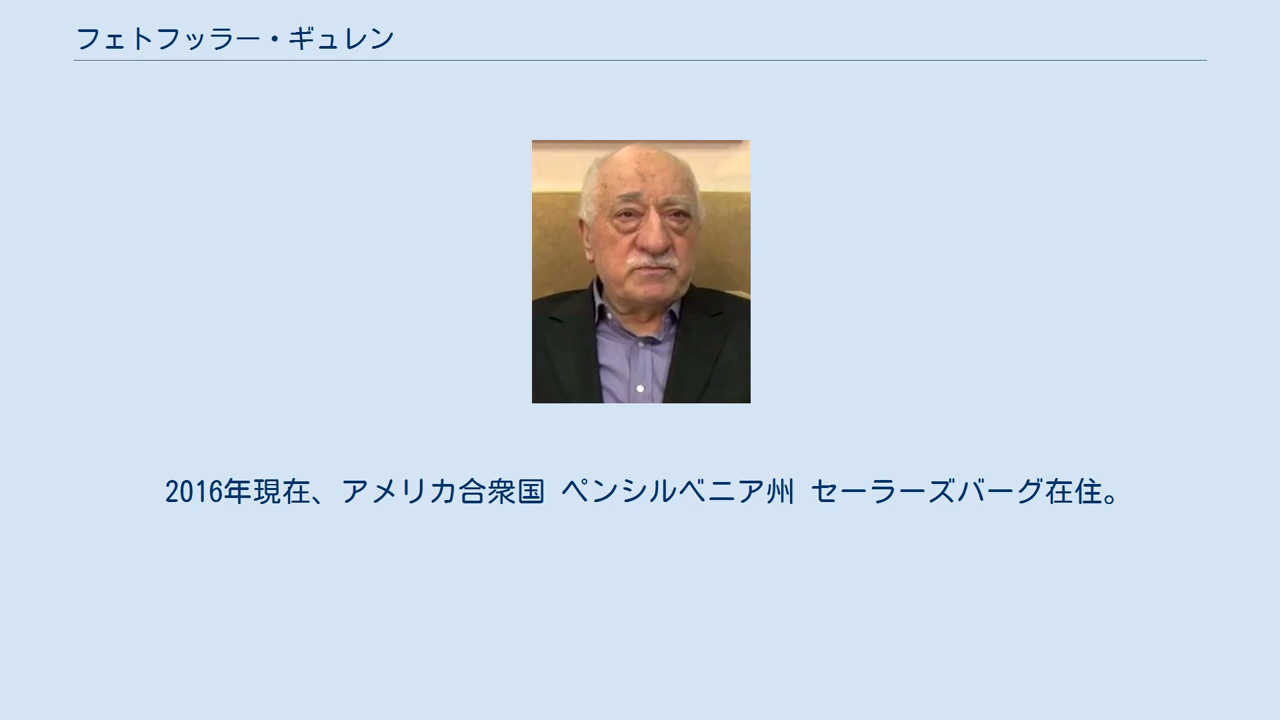 フェトフッラー・ギュレン
2016年現在、アメリカ合衆国 ペンシルベニア州 セーラーズバーグ在住。